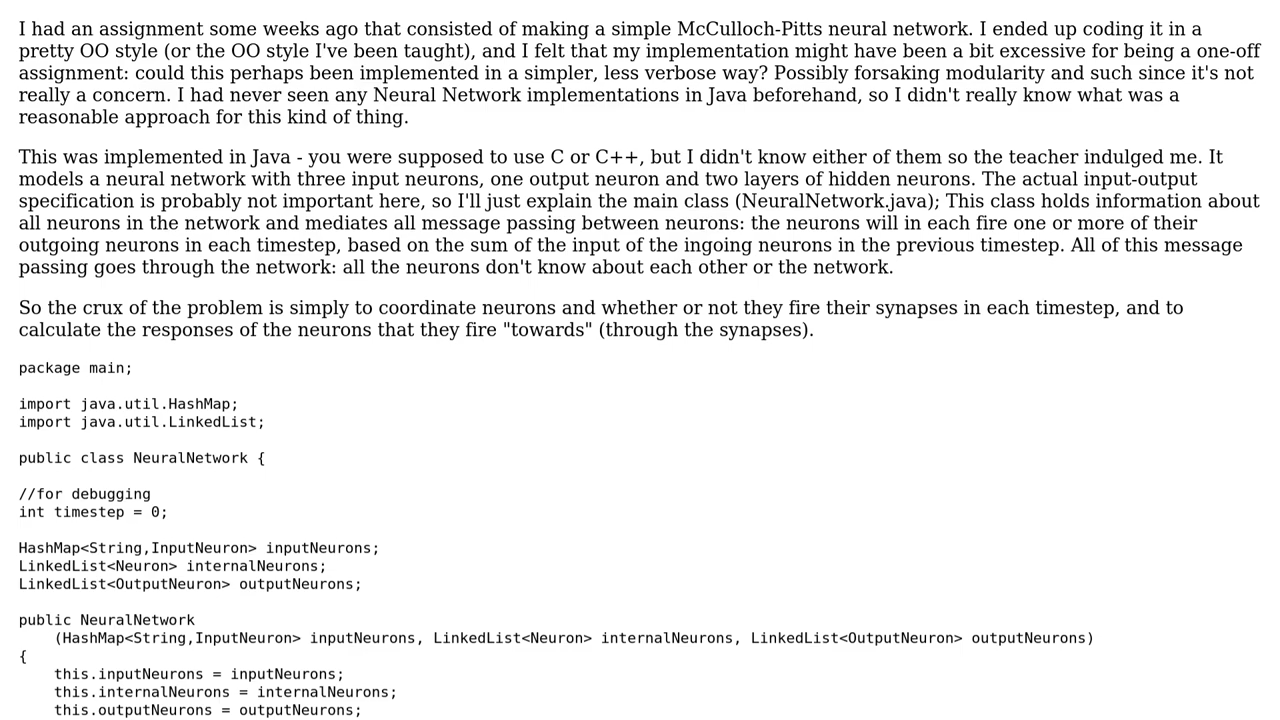 I had an assignment some weeks ago that consisted of making a simple McCulloch-Pitts neural network. I ended up coding it in a
pretty OO style (or the OO style I've been taught), and I felt that my implementation might have been a bit excessive for being a one-off
assignment: could this perhaps been implemented in a simpler, less verbose way? Possibly forsaking modularity and such since it's not
really a concern. I had never seen any Neural Network implementations in Java beforehand, so I didn't really know what was a
reasonable approach for this kind of thing.
This was implemented in Java - you were supposed to use C or C++, but I didn't know either of them so the teacher indulged me. It
models a neural network with three input neurons, one output neuron and two layers of hidden neurons. The actual input-output
specification is probably not important here, so I'll just explain the main class (NeuralNetwork.java); This class holds information about
all neurons in the network and mediates all message passing between neurons: the neurons will in each fire one or more of their
outgoing neurons in each timestep, based on the sum of the input of the ingoing neurons in the previous timestep. All of this message
passing goes through the network: all the neurons don't know about each other or the network.
So the crux of the problem is simply to coordinate neurons and whether or not they fire their synapses in each timestep, and to
calculate the responses of the neurons that they fire "towards" (through the synapses).
package main;
import java.util.HashMap;
import java.util.LinkedList;
public class NeuralNetwork {
//for debugging
int timestep = 0;
HashMap<String,InputNeuron> inputNeurons;
LinkedList<Neuron> internalNeurons;
LinkedList<OutputNeuron> outputNeurons;
public NeuralNetwork
    (HashMap<String,InputNeuron> inputNeurons, LinkedList<Neuron> internalNeurons, LinkedList<OutputNeuron> outputNeurons)
{
    this.inputNeurons = inputNeurons;
    this.internalNeurons = internalNeurons;
    this.outputNeurons = outputNeurons;